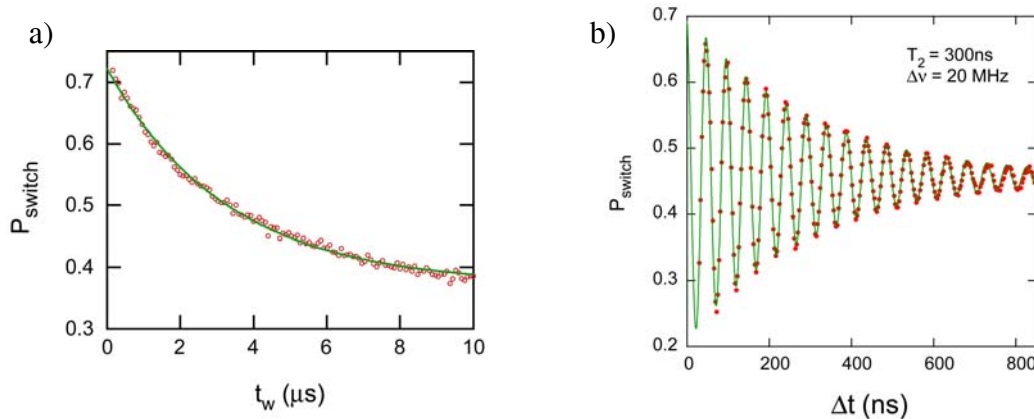 a)
0.7
0.6
0.5
0.4
0.3
P_switch
0 2 4 6 8 10
t_w (μs)
b)
0.7
0.6
0.5
0.4
0.3
0.2
P_switch
T_2 = 300ns
Δν = 20 MHz
0 200 400 600 800
Δt (ns)